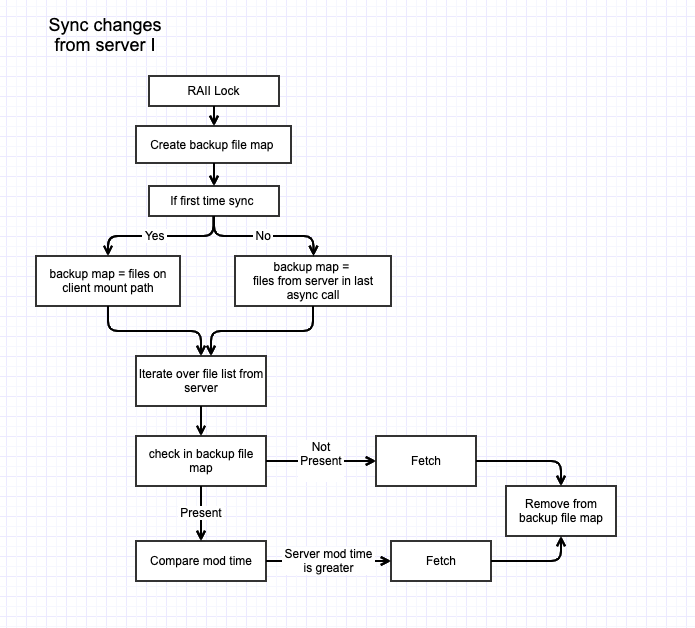 Sync changes
from server I
RAII Lock
Create backup file map
If first time sync
Yes
No
backup map = files on
client mount path
backup map =
files from server in last
async call
Iterate over file list from
server
check in backup file
map
Not
Present
Fetch
Remove from
backup file map
Present
Compare mod time
Server mod time
is greater
Fetch